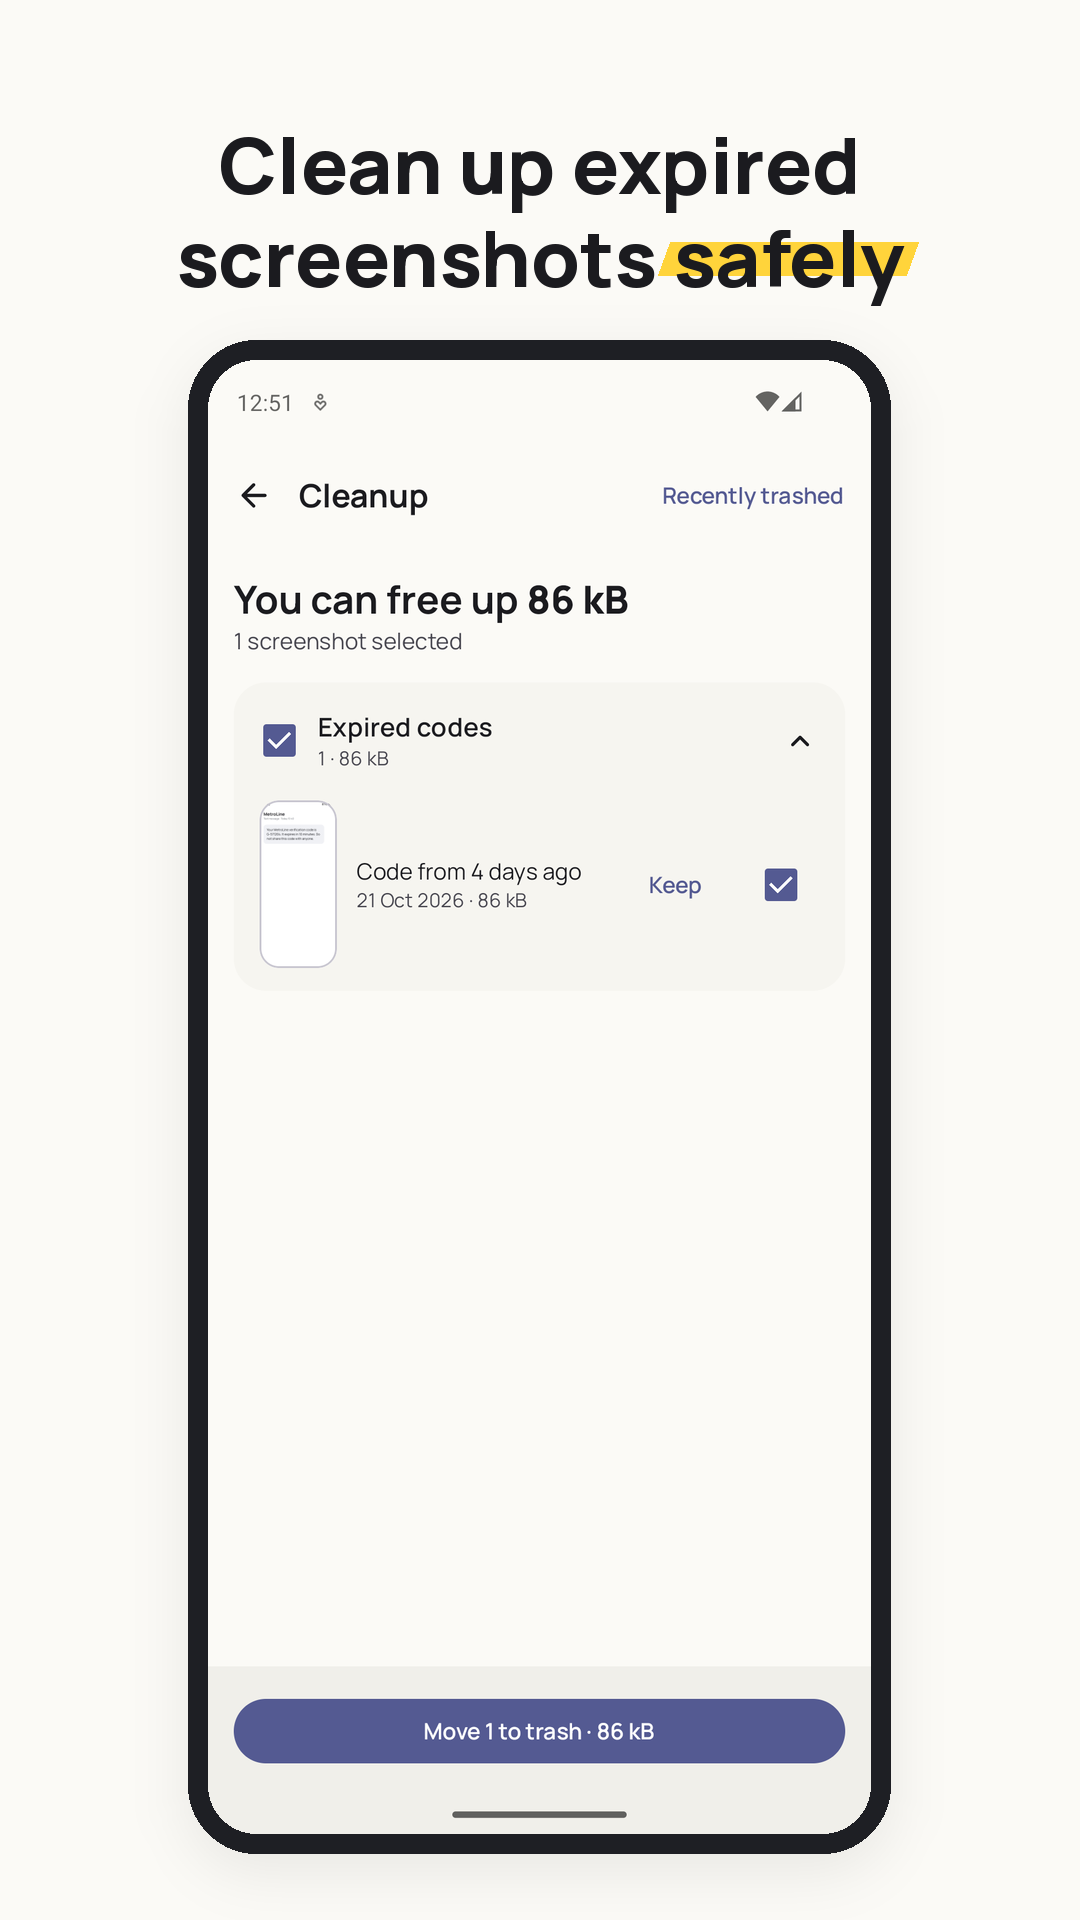 Clean up expired
screenshots safely
12:51
Cleanup
Recently trashed
You can free up 86 kB
1 screenshot selected
Expired codes
1 · 86 kB
MetroLine
Code from 4 days ago
21 Oct 2026 · 86 kB
Keep
Move 1 to trash · 86 kB